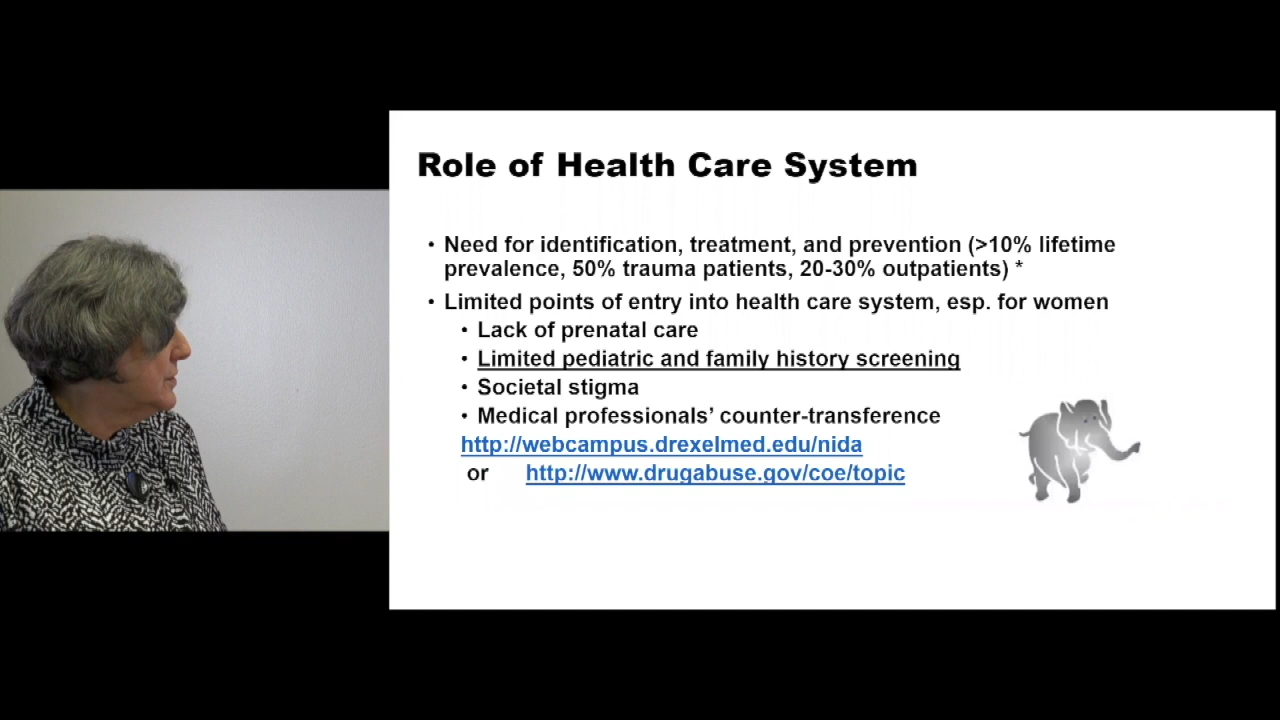 Role of Health Care System
• Need for identification, treatment, and prevention (>10% lifetime
prevalence, 50% trauma patients, 20-30% outpatients) *
• Limited points of entry into health care system, esp. for women
• Lack of prenatal care
• Limited pediatric and family history screening
• Societal stigma
• Medical professionals’ counter-transference
http://webcampus.drexelmed.edu/nida
or http://www.drugabuse.gov/coe/topic